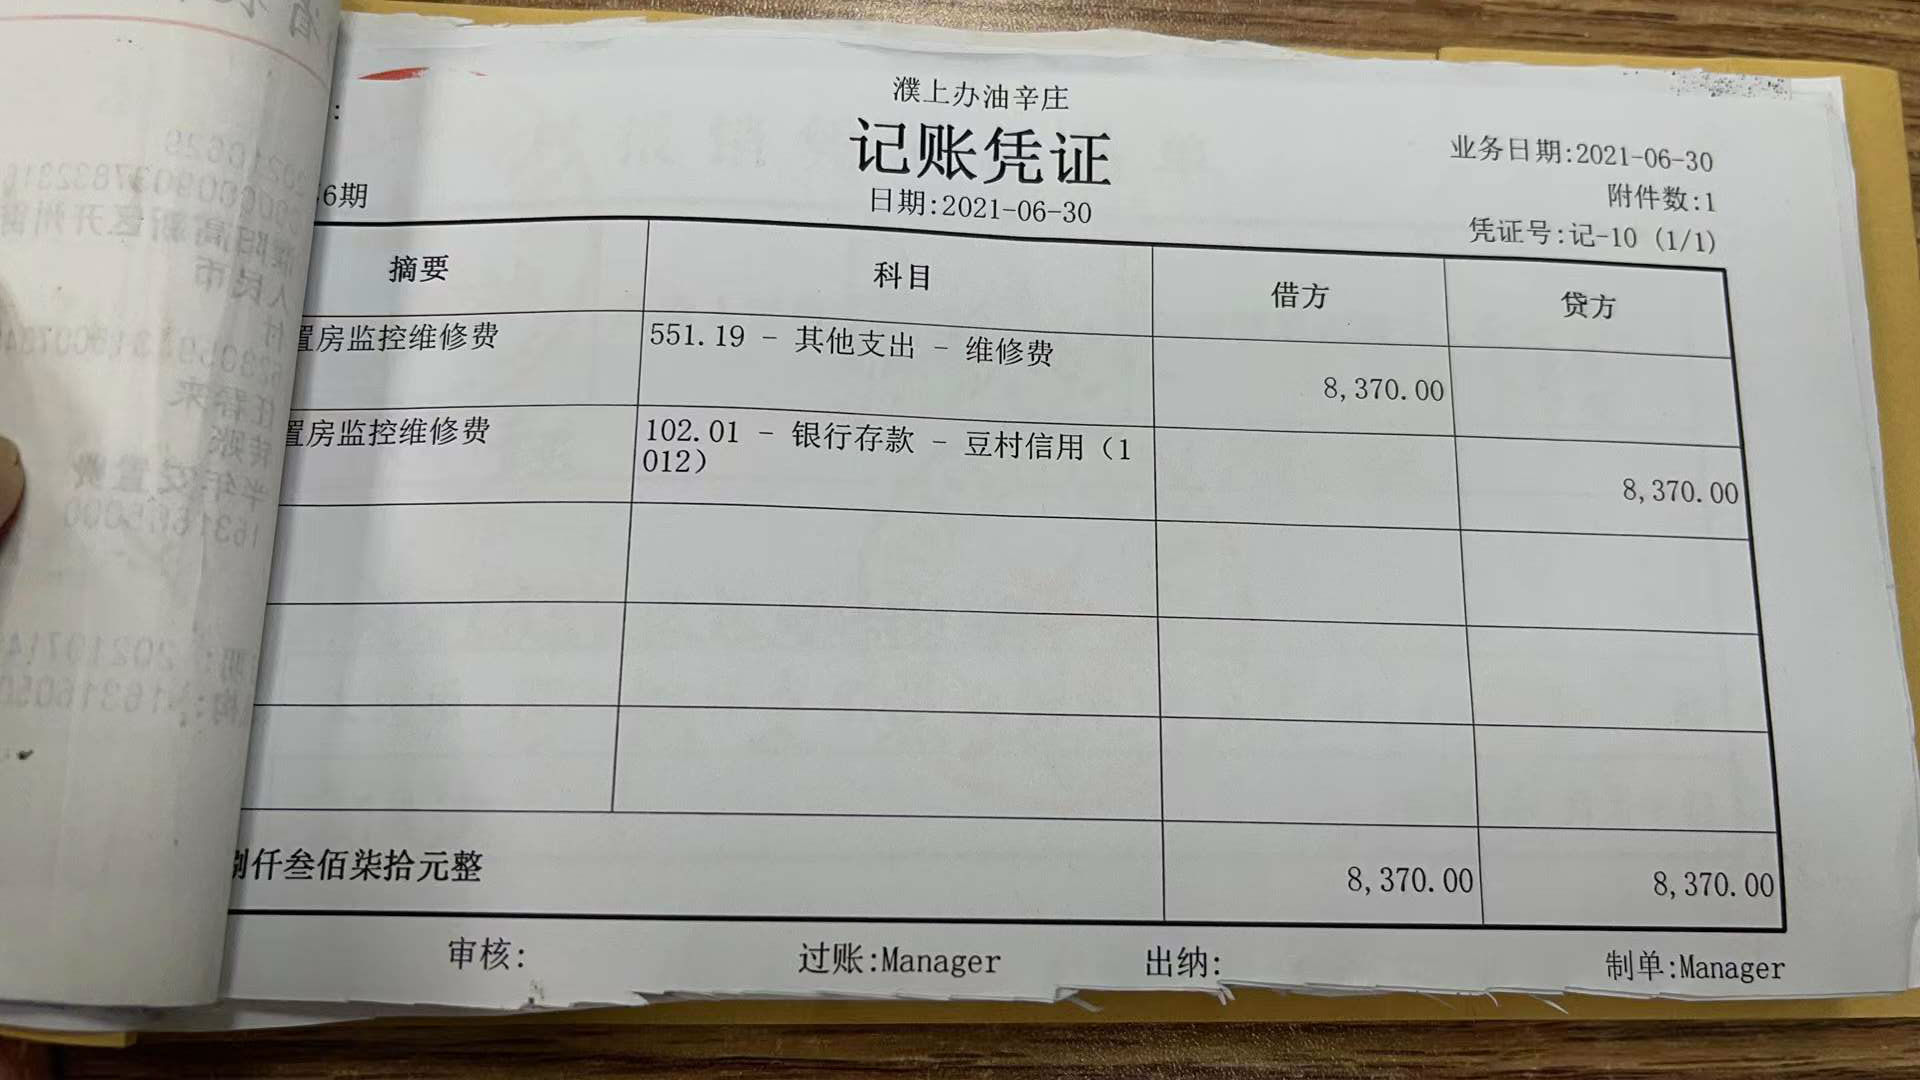 濮上办油辛庄
记账凭证
业务日期:2021-06-30
日期:2021-06-30
附件数:1
6期
凭证号:记-10 (1/1)
摘要 科目 借方 贷方
置房监控维修费 551.19 - 其他支出 - 维修费 8,370.00
置房监控维修费 102.01 - 银行存款 - 豆村信用（1
012） 8,370.00
捌仟叁佰柒拾元整 8,370.00 8,370.00
审核: 过账:Manager 出纳: 制单:Manager